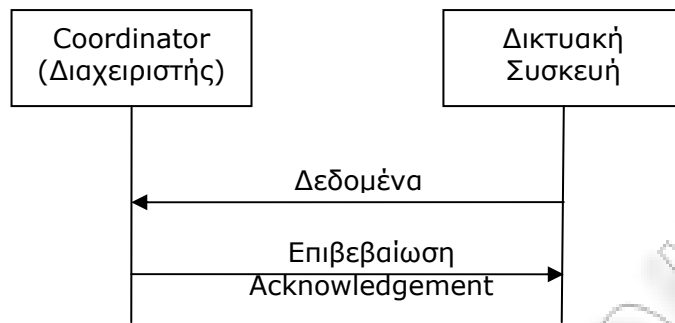 Coordinator
(Διαχειριστής)
Δικτυακή
Συσκευή
Δεδομένα
Επιβεβαίωση
Acknowledgement